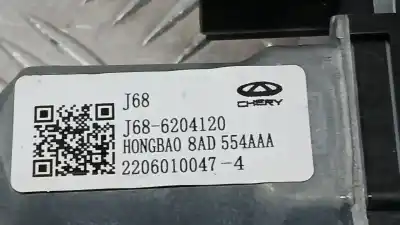 J68
CHERY
J68-6204120
HONGBAO 8AD 554AAA
2206010047-4